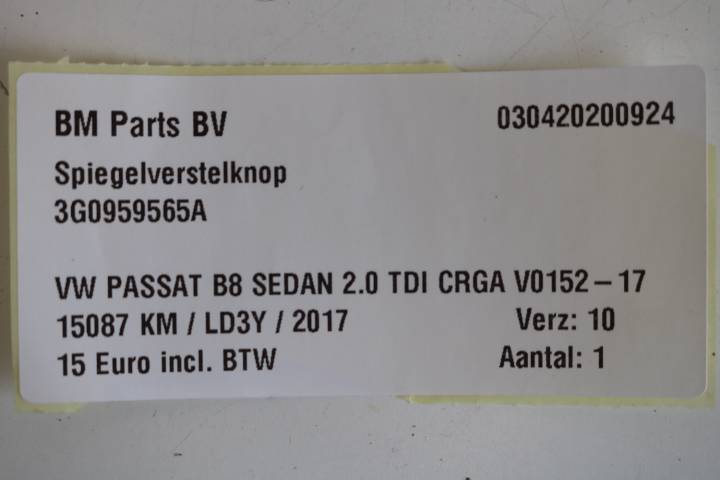 BM Parts BV 030420200924
Spiegelverstelknop
3G0959565A
VW PASSAT B8 SEDAN 2.0 TDI CRGA V0152 – 17
15087 KM / LD3Y / 2017 Verz: 10
15 Euro incl. BTW Aantal: 1